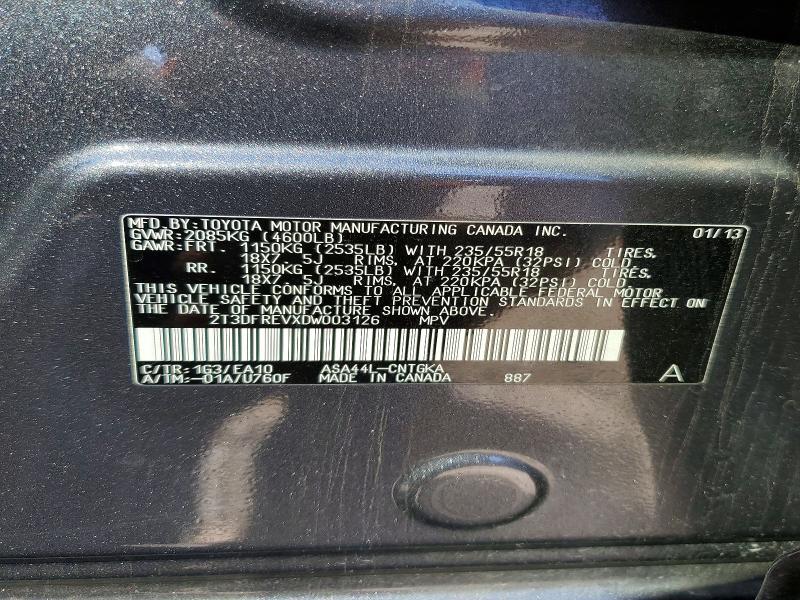 MFD.BY:TOYOTA MOTOR MANUFACTURING CANADA INC. 01/13
GVWR:2085KG (4600LB)
GAWR:FRT. 1150KG (2535LB) WITH 235/55R18 TIRES,
18X7. 5J RIMS, AT 220KPA (32PSI) COLD
RR. 1150KG (2535LB) WITH 235/55R18 TIRES,
18X7. 5J RIMS, AT 220KPA (32PSI) COLD
THIS VEHICLE CONFORMS TO ALL APPLICABLE FEDERAL MOTOR
VEHICLE SAFETY AND THEFT PREVENTION STANDARDS IN EFFECT ON
THE DATE OF MANUFACTURE SHOWN ABOVE.
2T3DFREVXDW003126 MPV
C/TR:1G3/EA10 ASA44L-CNTGKA
A/TM:-01A/U760F MADE IN CANADA 887 A